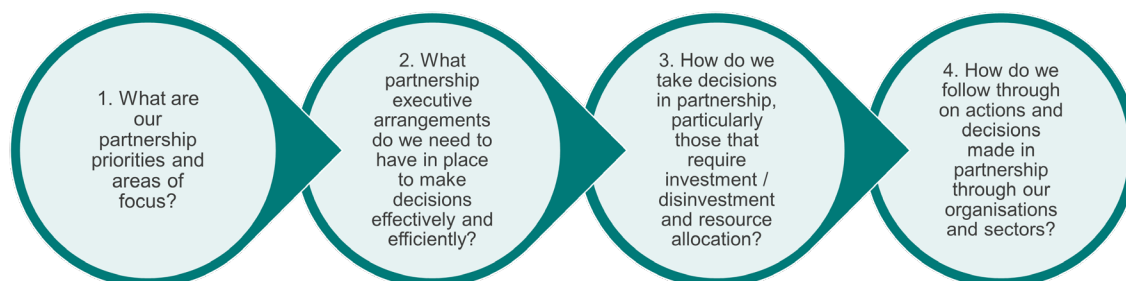 1. What are
our
partnership
priorities and
areas of
focus?
2. What
partnership
executive
arrangements
do we need to
have in place
to make
decisions
effectively and
efficiently?
3. How do we
take decisions
in partnership,
particularly
those that
require
investment /
disinvestment
and resource
allocation?
4. How do we
follow through
on actions and
decisions
made in
partnership
through our
organisations
and sectors?